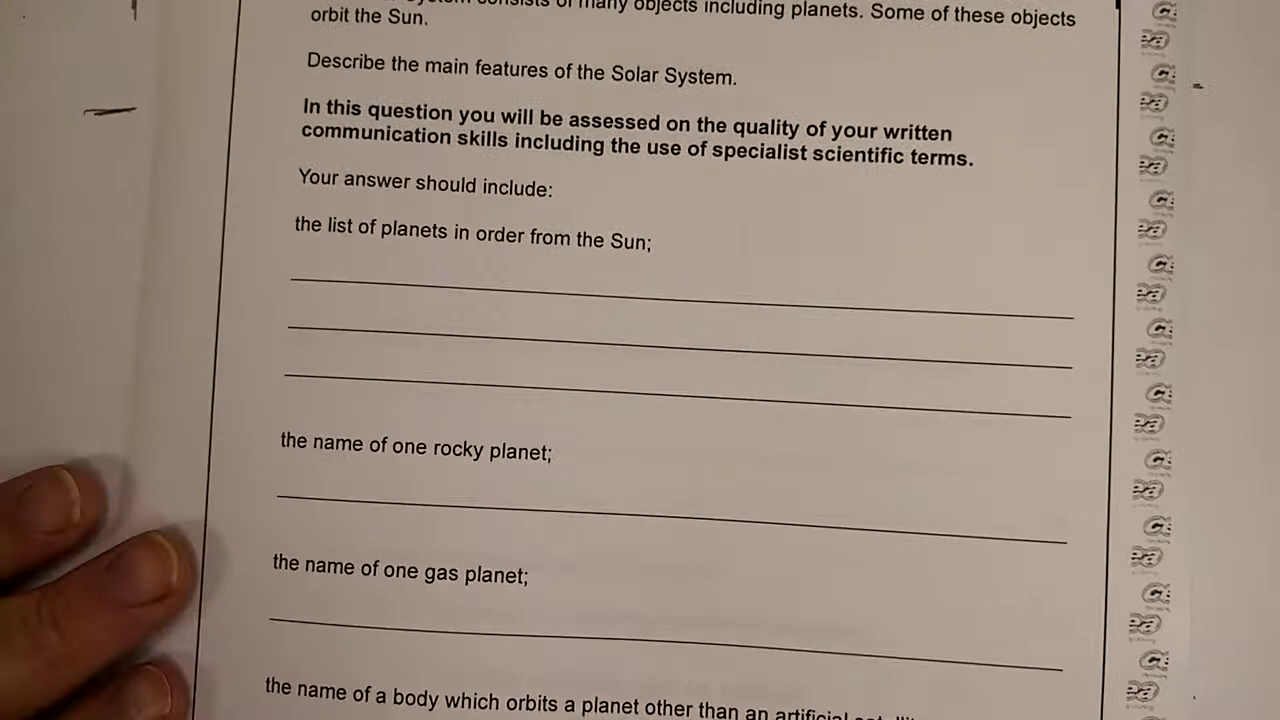 consists of many objects including planets. Some of these objects
orbit the Sun.
Describe the main features of the Solar System.
In this question you will be assessed on the quality of your written
communication skills including the use of specialist scientific terms.
Your answer should include:
the list of planets in order from the Sun;
the name of one rocky planet;
the name of one gas planet;
the name of a body which orbits a planet other than an artificial